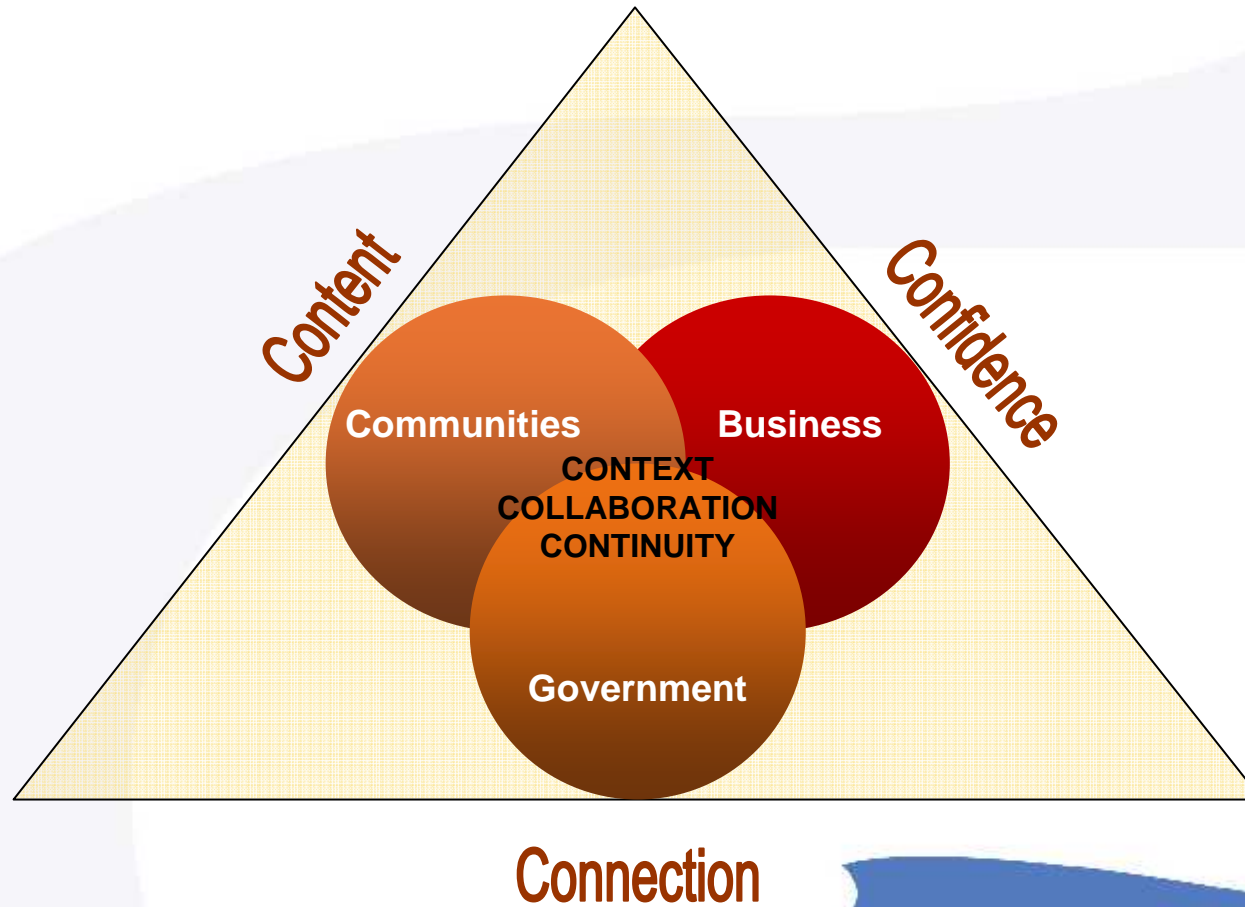 Content
Confidence
Communities
Business
CONTEXT
COLLABORATION
CONTINUITY
Government
Connection